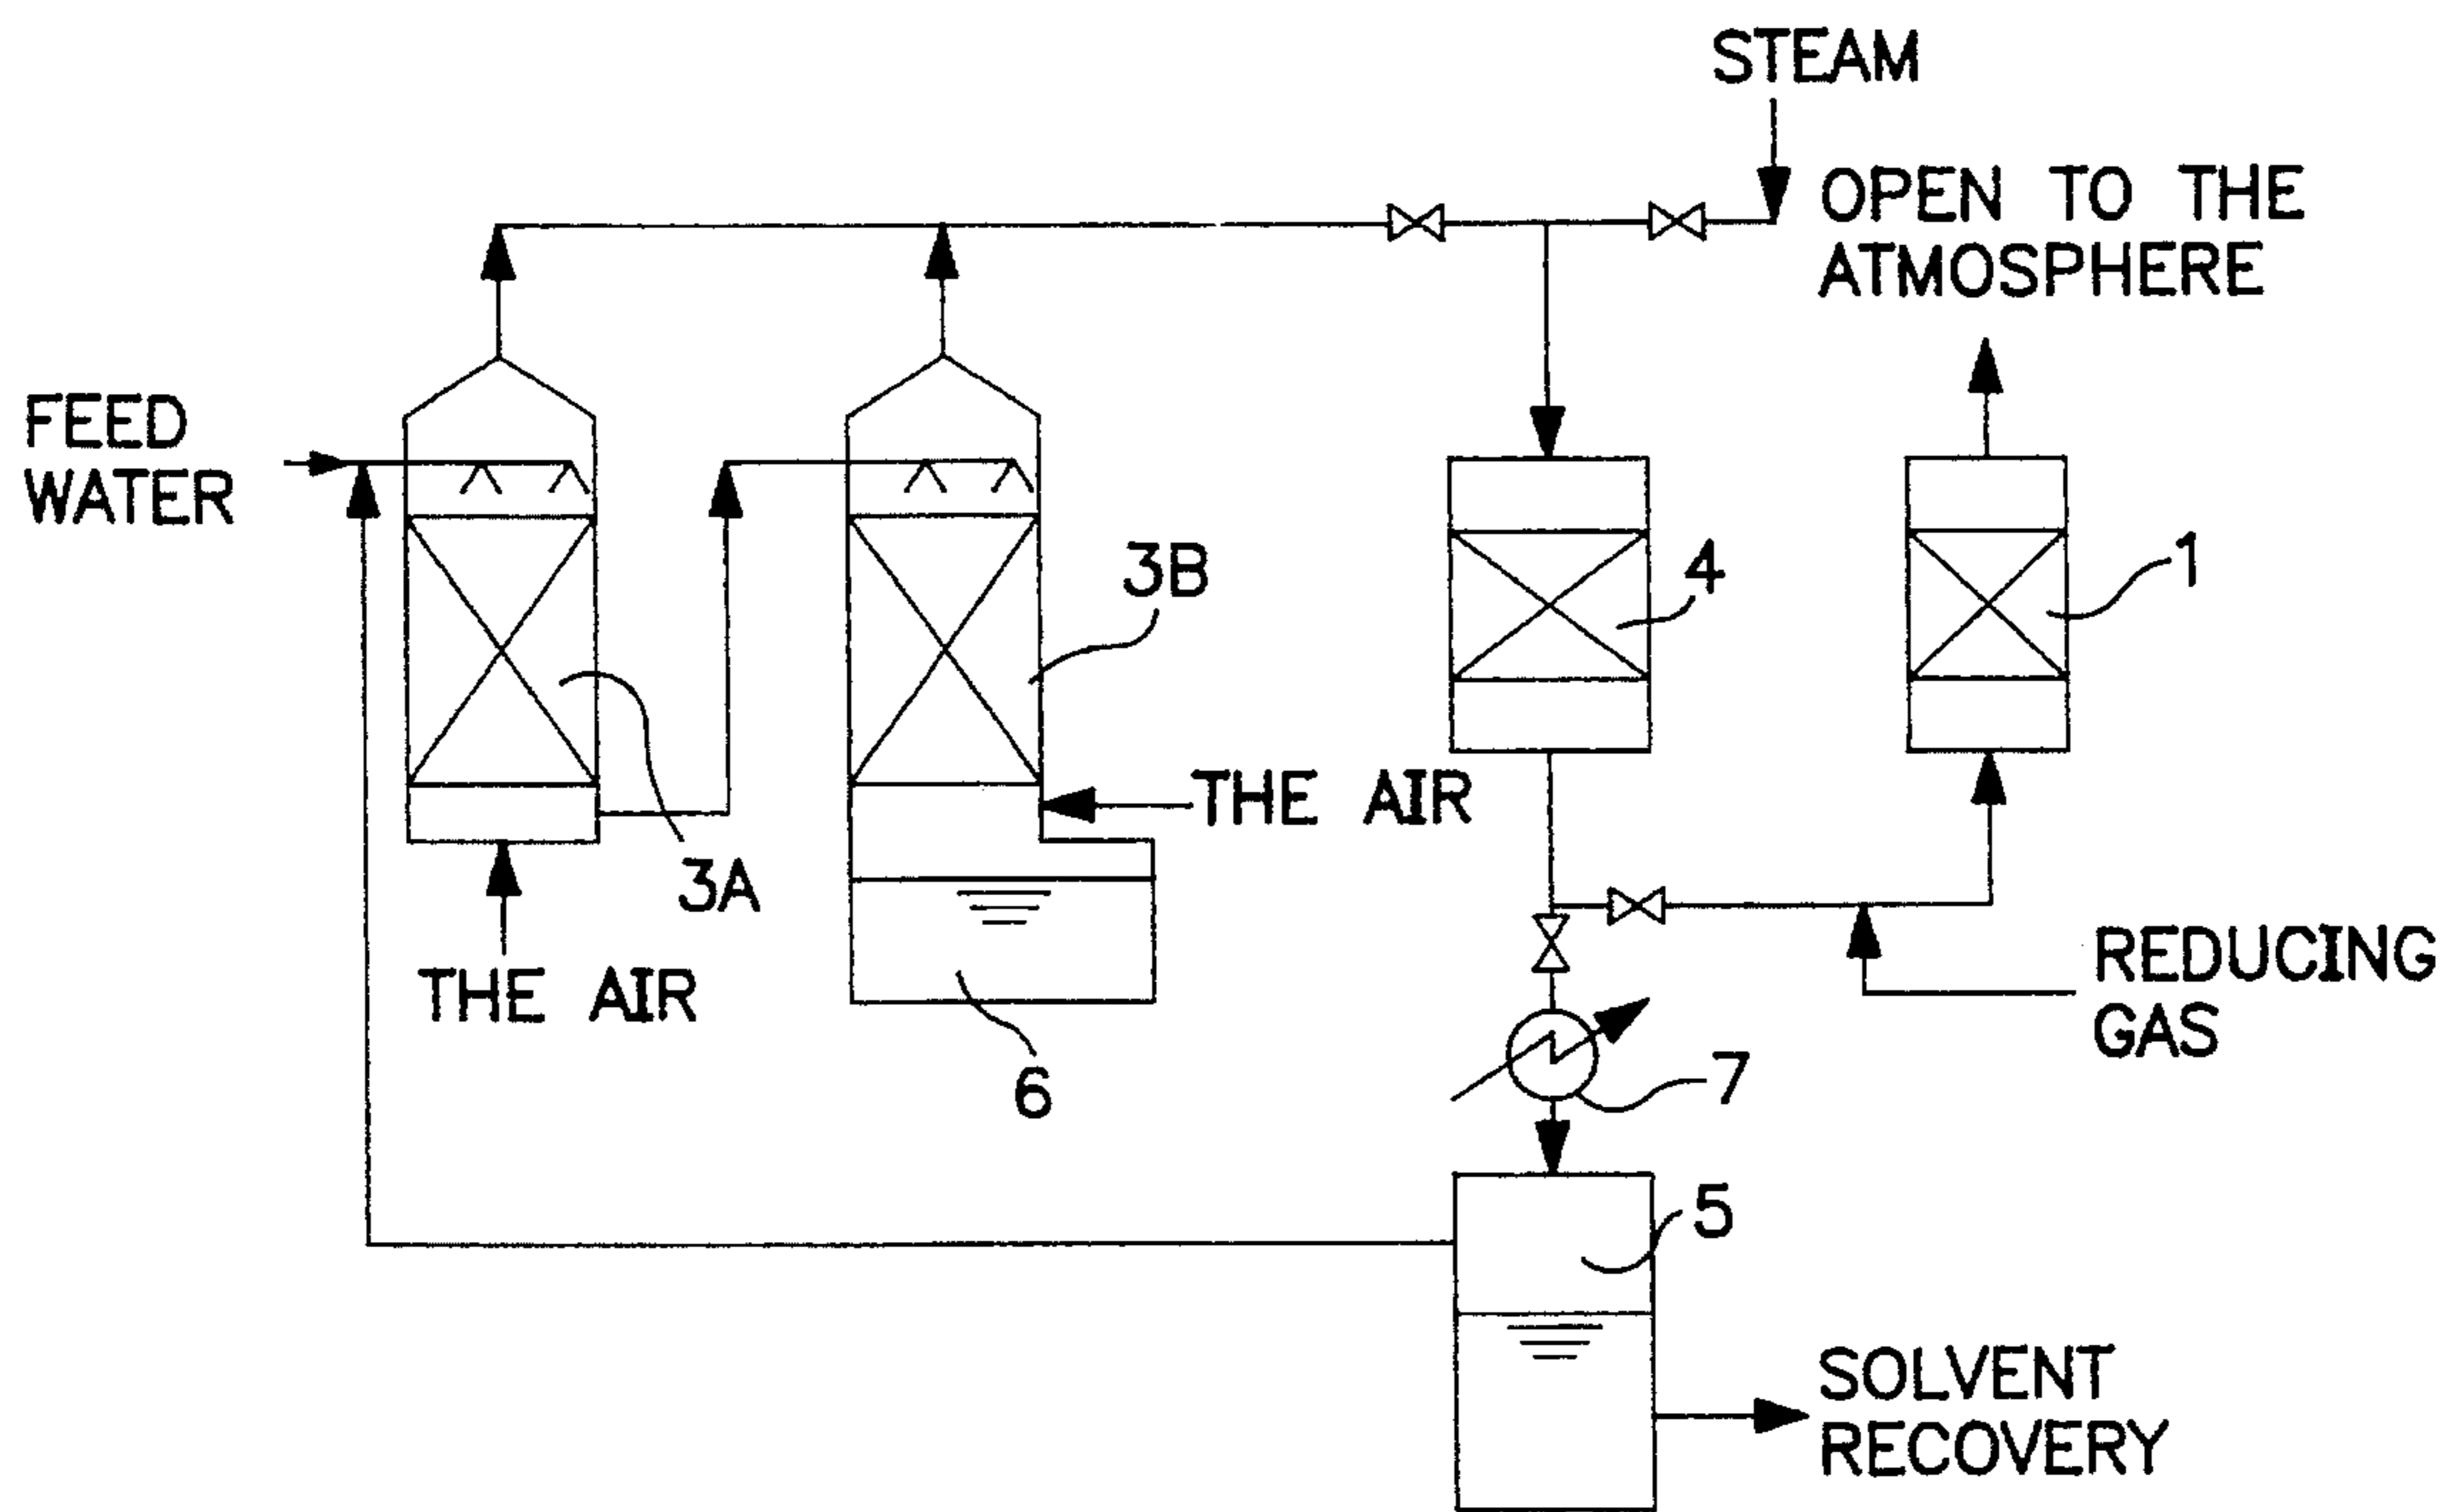 STEAM
OPEN TO THE
ATMOSPHERE
FEED
WATER
3B
4
1
THE AIR
3A
THE AIR
REDUCING
GAS
6
7
5
SOLVENT
RECOVERY